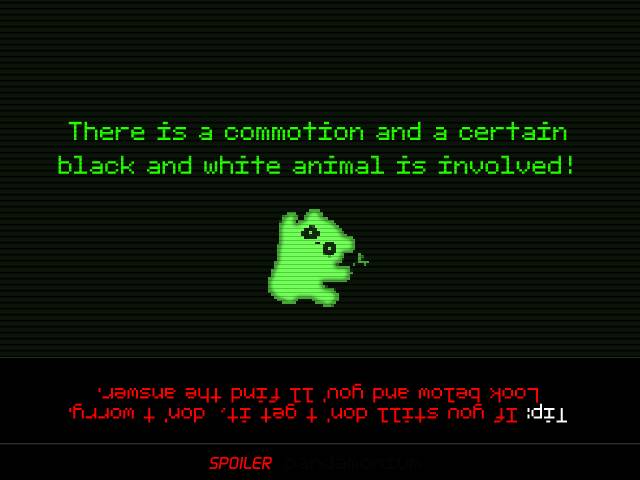 There is a commotion and a certain
black and white animal is involved!
Tip: If you still don't get it, don't worry,
Look below and you'll find the answer.
SPOILER pandamonium